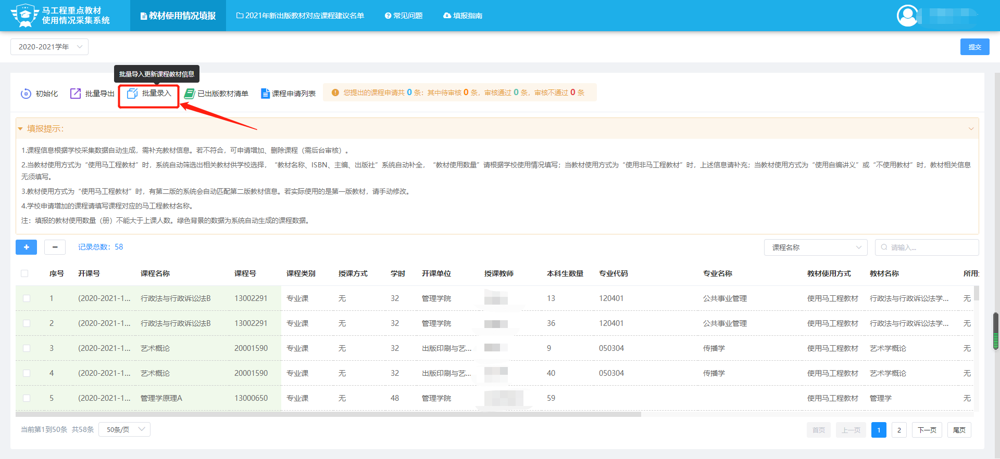 马工程重点教材
使用情况采集系统
教材使用情况填报
2021年新出版教材对应课程建议名单
常见问题
填报指南
2020-2021学年
提交
批量导入更新课程教材信息
初始化
批量导出
批量录入
已出版教材清单
课程申请列表
您提出的课程申请共 0 条：其中待审核 0 条，审核通过 0 条，审核不通过 0 条
填报提示：
1.课程信息根据学校采集数据自动生成，需补充教材信息。若不符合，可申请增加、删除课程（需后台审核）。
2.当教材使用方式为“使用马工程教材”时，系统自动筛选出相关教材供学校选择，“教材名称、ISBN、主编、出版社”系统自动补全，“教材使用数量”请根据学校使用情况填写；当教材使用方式为“使用非马工程教材”时，上述信息请补充；当教材使用方式为“使用自编讲义”或“不使用教材”时，教材相关信息
无须填写。
3.教材使用方式为“使用马工程教材”时，有第二版的系统会自动匹配第二版教材信息。若实际使用的是第一版教材，请手动修改。
4.学校申请增加的课程请填写课程对应的马工程教材名称。
注：填报的教材使用数量（册）不能大于上课人数。绿色背景的数据为系统自动生成的课程数据。
+ − 记录总数：58
课程名称
请输入...
序号 开课号 课程名称 课程号 课程类别 授课方式 学时 开课单位 授课教师 本科生数量 专业代码 专业名称 教材使用方式 教材名称 所用
1 (2020-2021-1... 行政法与行政诉讼法B 13002291 专业课 无 32 管理学院 13 120401 公共事业管理 使用马工程教材 行政法与行政诉讼法学... 无
2 (2020-2021-1... 行政法与行政诉讼法B 13002291 专业课 无 32 管理学院 36 120401 公共事业管理 使用马工程教材 行政法与行政诉讼法学... 无
3 (2020-2021-1... 艺术概论 20001590 专业课 无 32 出版印刷与艺... 9 050304 传播学 使用马工程教材 艺术学概论 无
4 (2020-2021-1... 艺术概论 20001590 专业课 无 32 出版印刷与艺... 40 050304 传播学 使用马工程教材 艺术学概论 无
5 (2020-2021-1... 管理学原理A 13000650 专业课 无 48 管理学院 59 使用马工程教材 管理学 无
当前第1到50条 共58条 50条/页
首页 上一页 1 2 下一页 尾页